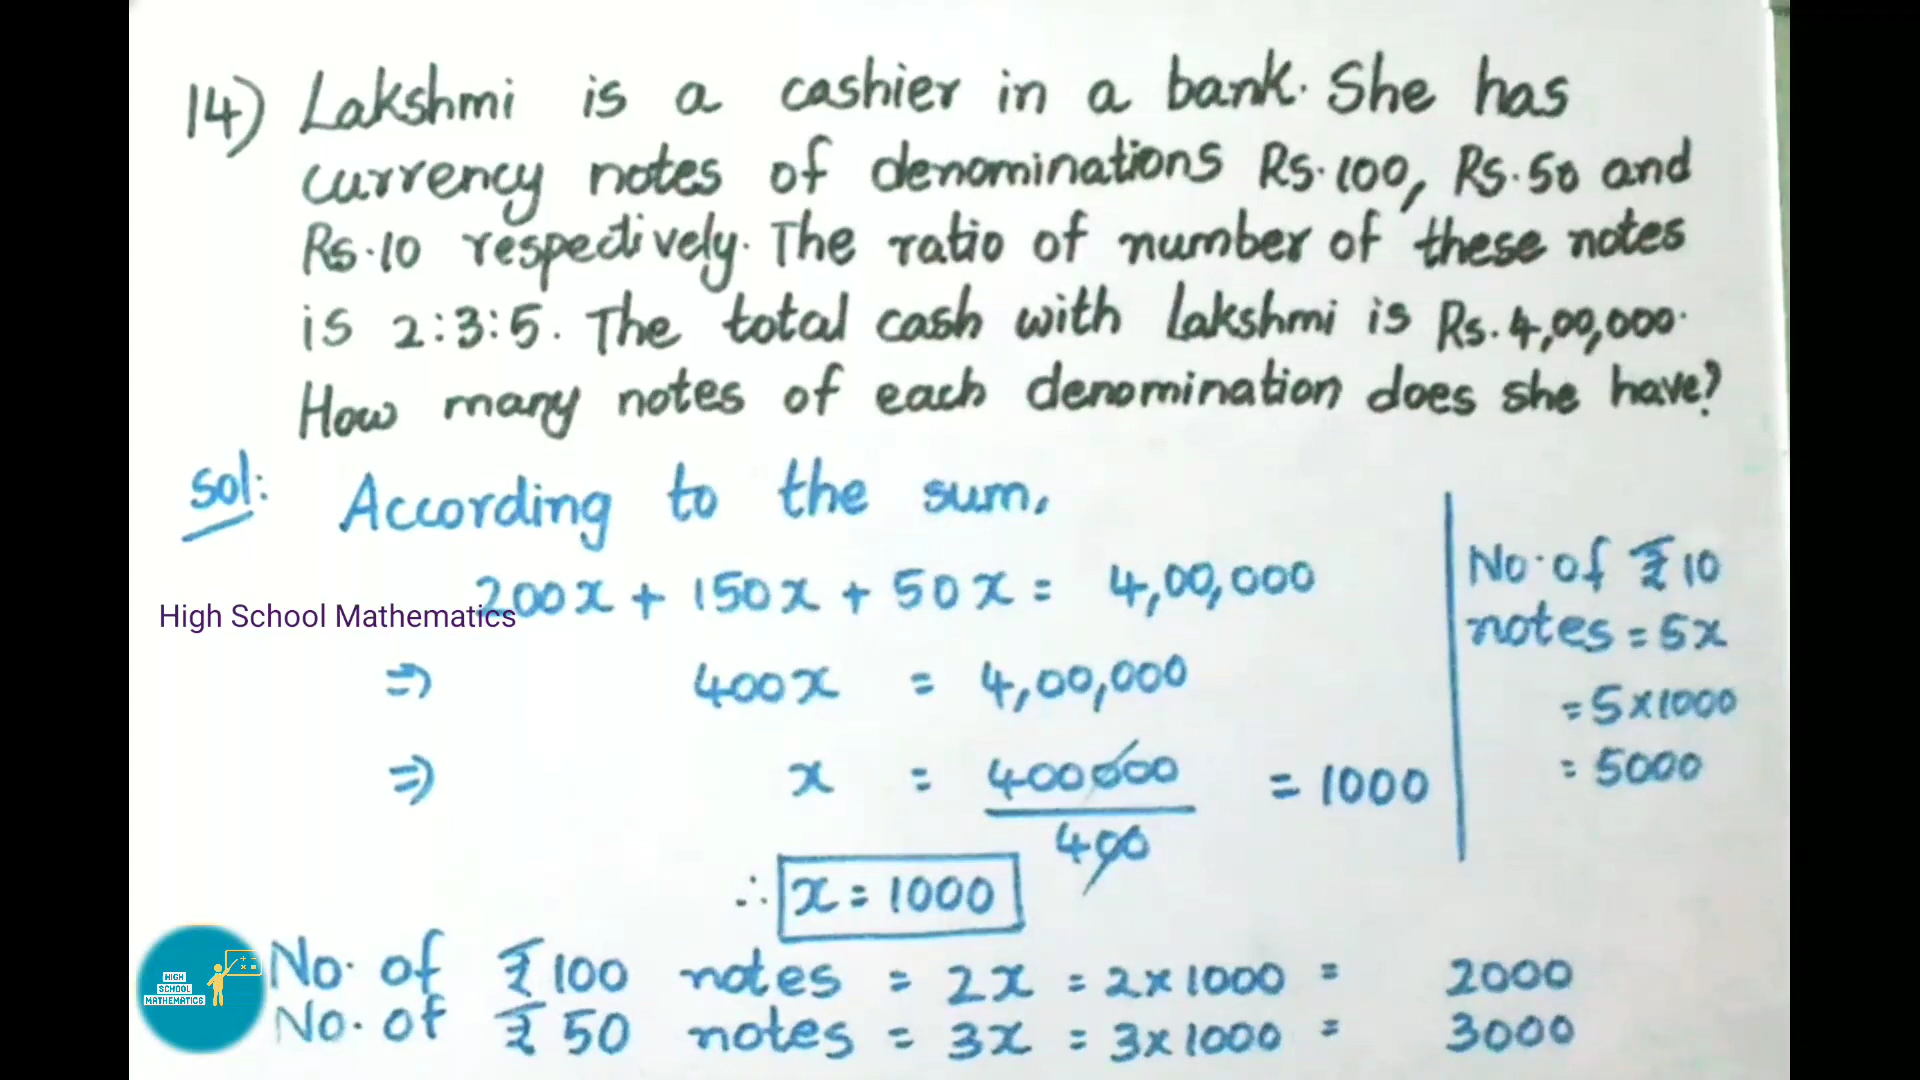 14) Lakshmi is a cashier in a bank. She has
currency notes of denominations Rs.100, Rs.50 and
Rs.10 respectively. The ratio of number of these notes
is 2:3:5. The total cash with Lakshmi is Rs.4,00,000.
How many notes of each denomination does she have?
Sol: According to the sum,
200x + 150x + 50x = 4,00,000
High School Mathematics
⇒ 400x = 4,00,000
⇒ x = 400000/400 = 1000
∴ x = 1000
No. of ₹ 100 notes = 2x = 2x1000 = 2000
No. of ₹ 50 notes = 3x = 3x1000 = 3000
No. of ₹ 10
notes = 5x
= 5x1000
= 5000
HIGH
SCHOOL
MATHEMATICS